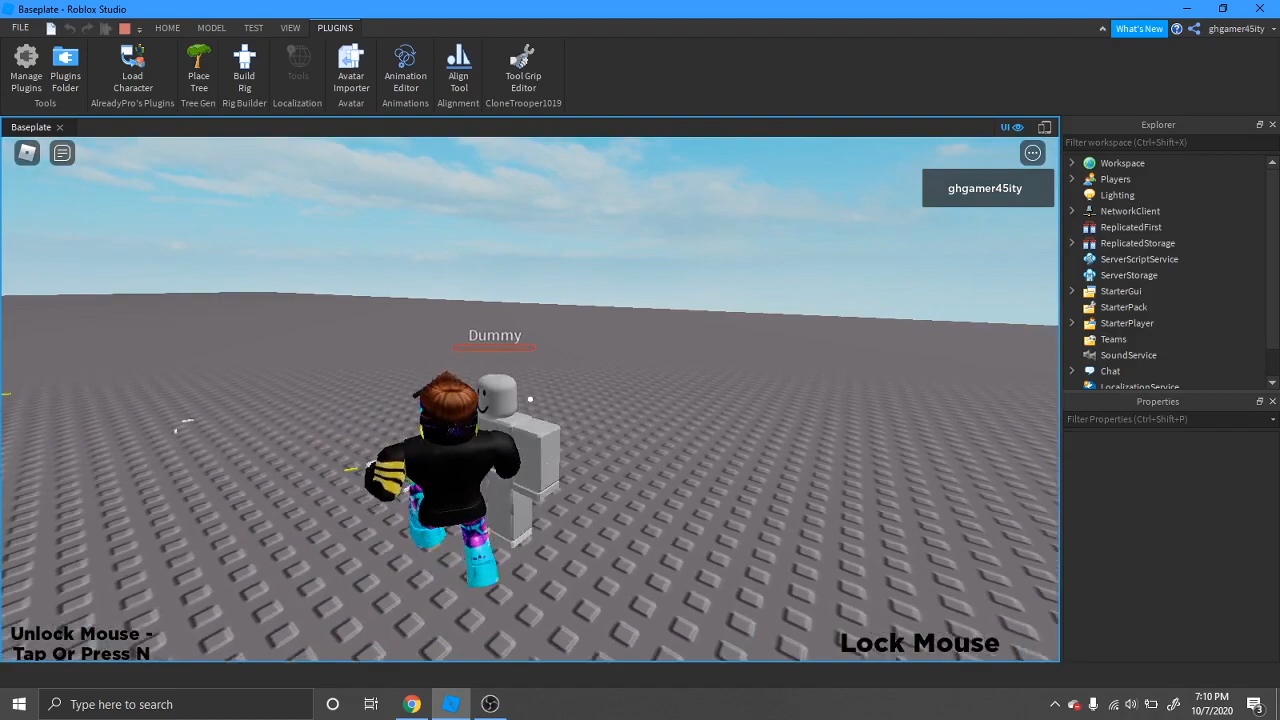 Baseplate - Roblox Studio
FILE HOME MODEL TEST VIEW PLUGINS What's New ghgamer45ity
Manage Plugins Plugins Folder Load Character Place Tree Build Rig Tools Avatar Importer Animation Editor Align Tool Tool Grip Editor
Tools AlreadyPro's Plugins Tree Gen Rig Builder Localization Avatar Animations Alignment CloneTrooper1019
Baseplate UI Explorer
Filter workspace (Ctrl+Shift+X)
Workspace
Players
Lighting
NetworkClient
ReplicatedFirst
ReplicatedStorage
ServerScriptService
ServerStorage
StarterGui
StarterPack
StarterPlayer
Teams
SoundService
Chat
LocalizationService
Properties
Filter Properties (Ctrl+Shift+P)
ghgamer45ity
Dummy
Unlock Mouse -
Tap Or Press N
Lock Mouse
Type here to search
7:10 PM
10/7/2020
3